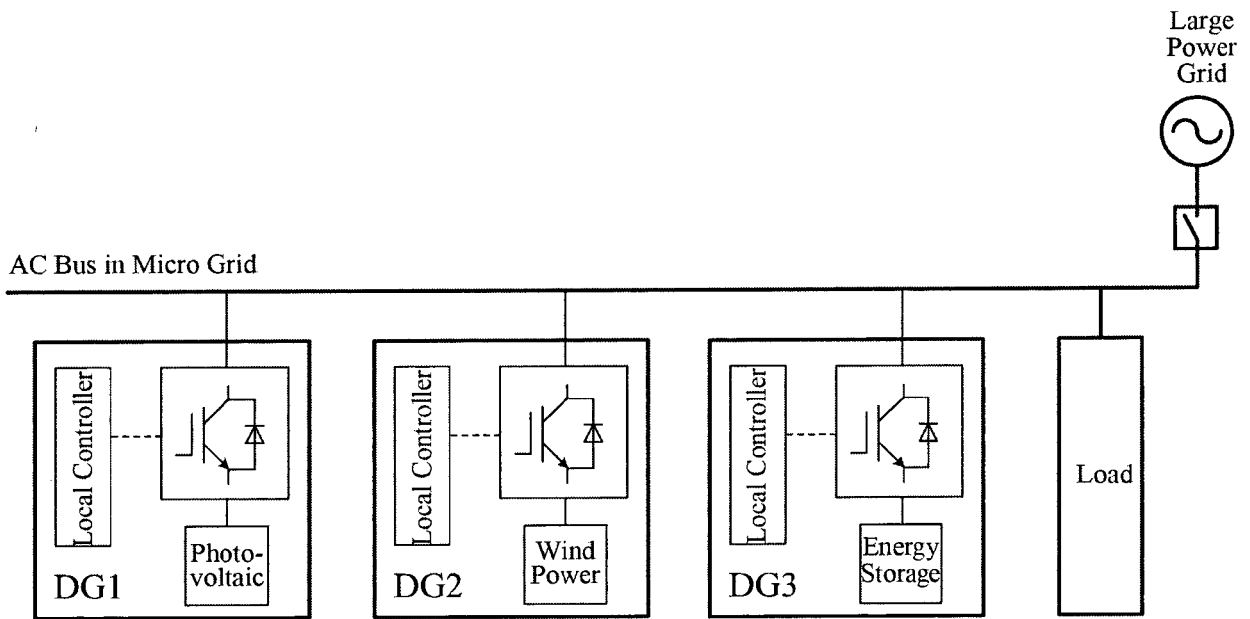 Large
Power
Grid
AC Bus in Micro Grid
Local Controller
Photo-
voltaic
DG1
Local Controller
Wind
Power
DG2
Local Controller
Energy
Storage
DG3
Load